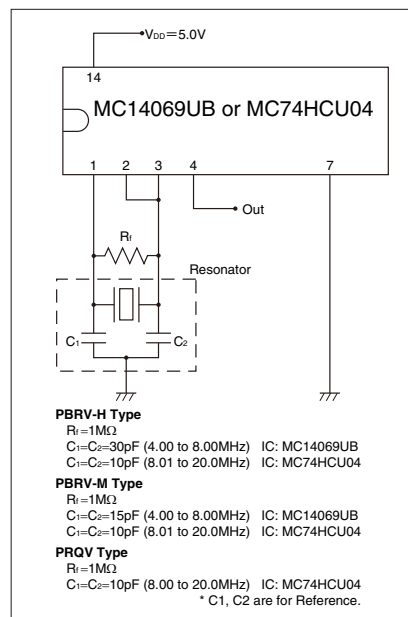 VDD=5.0V
14
MC14069UB or MC74HCU04
1 2 3 4 7
Out
Rf
Resonator
C1 C2
PBRV-H Type
Rf=1MΩ
C1=C2=30pF (4.00 to 8.00MHz) IC: MC14069UB
C1=C2=10pF (8.01 to 20.0MHz) IC: MC74HCU04
PBRV-M Type
Rf=1MΩ
C1=C2=15pF (4.00 to 8.00MHz) IC: MC14069UB
C1=C2=10pF (8.01 to 20.0MHz) IC: MC74HCU04
PRQV Type
Rf=1MΩ
C1=C2=10pF (8.00 to 20.0MHz) IC: MC74HCU04
* C1, C2 are for Reference.